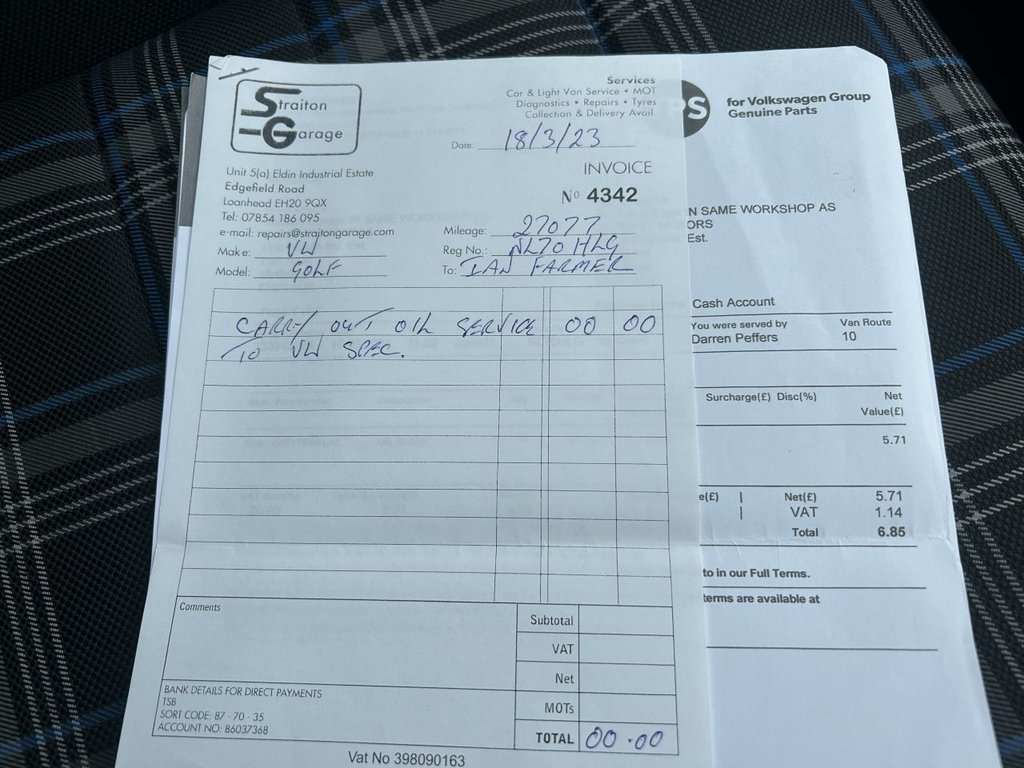 Straiton
Garage
Services
Car & Light Van Service • MOT
Diagnostics • Repairs • Tyres
Collection & Delivery Avail.
Date: 18/3/23
INVOICE
No 4342
Unit 5(a) Eldin Industrial Estate
Edgefield Road
Loanhead EH20 9QX
Tel: 07854 186 095
e-mail: repairs@straitongarage.com
Make: VW
Model: GOLF
Mileage: 27077
Reg No.: NL70 HLG
To: IAN FARMER
CARRY OUT OIL SERVICE 00 00
TO VW SPEC.
Comments
Subtotal
VAT
Net
MOTs
TOTAL 00.00
BANK DETAILS FOR DIRECT PAYMENTS
TSB
SORT CODE: 87 - 70 - 35
ACCOUNT NO: 86037368
Vat No 398090163
PS
for Volkswagen Group
Genuine Parts
N SAME WORKSHOP AS
ORS
Est.
Cash Account
You were served by Van Route
Darren Peffers 10
Surcharge(£) Disc(%) Net
Value(£)
5.71
e(£) | Net(£) 5.71
| VAT 1.14
Total 6.85
to in our Full Terms.
terms are available at